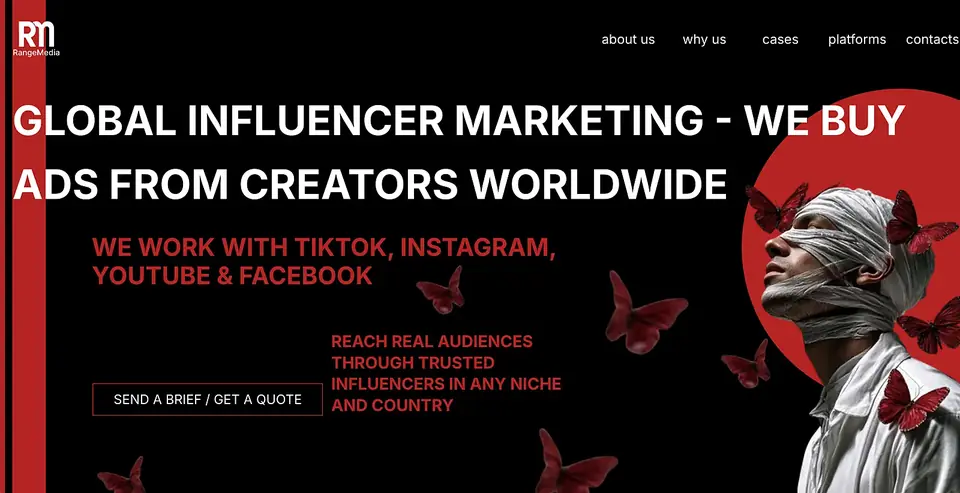 RM
RangeMedia
about us why us cases platforms contacts
GLOBAL INFLUENCER MARKETING - WE BUY
ADS FROM CREATORS WORLDWIDE
WE WORK WITH TIKTOK, INSTAGRAM,
YOUTUBE & FACEBOOK
REACH REAL AUDIENCES
THROUGH TRUSTED
INFLUENCERS IN ANY NICHE
AND COUNTRY
SEND A BRIEF / GET A QUOTE